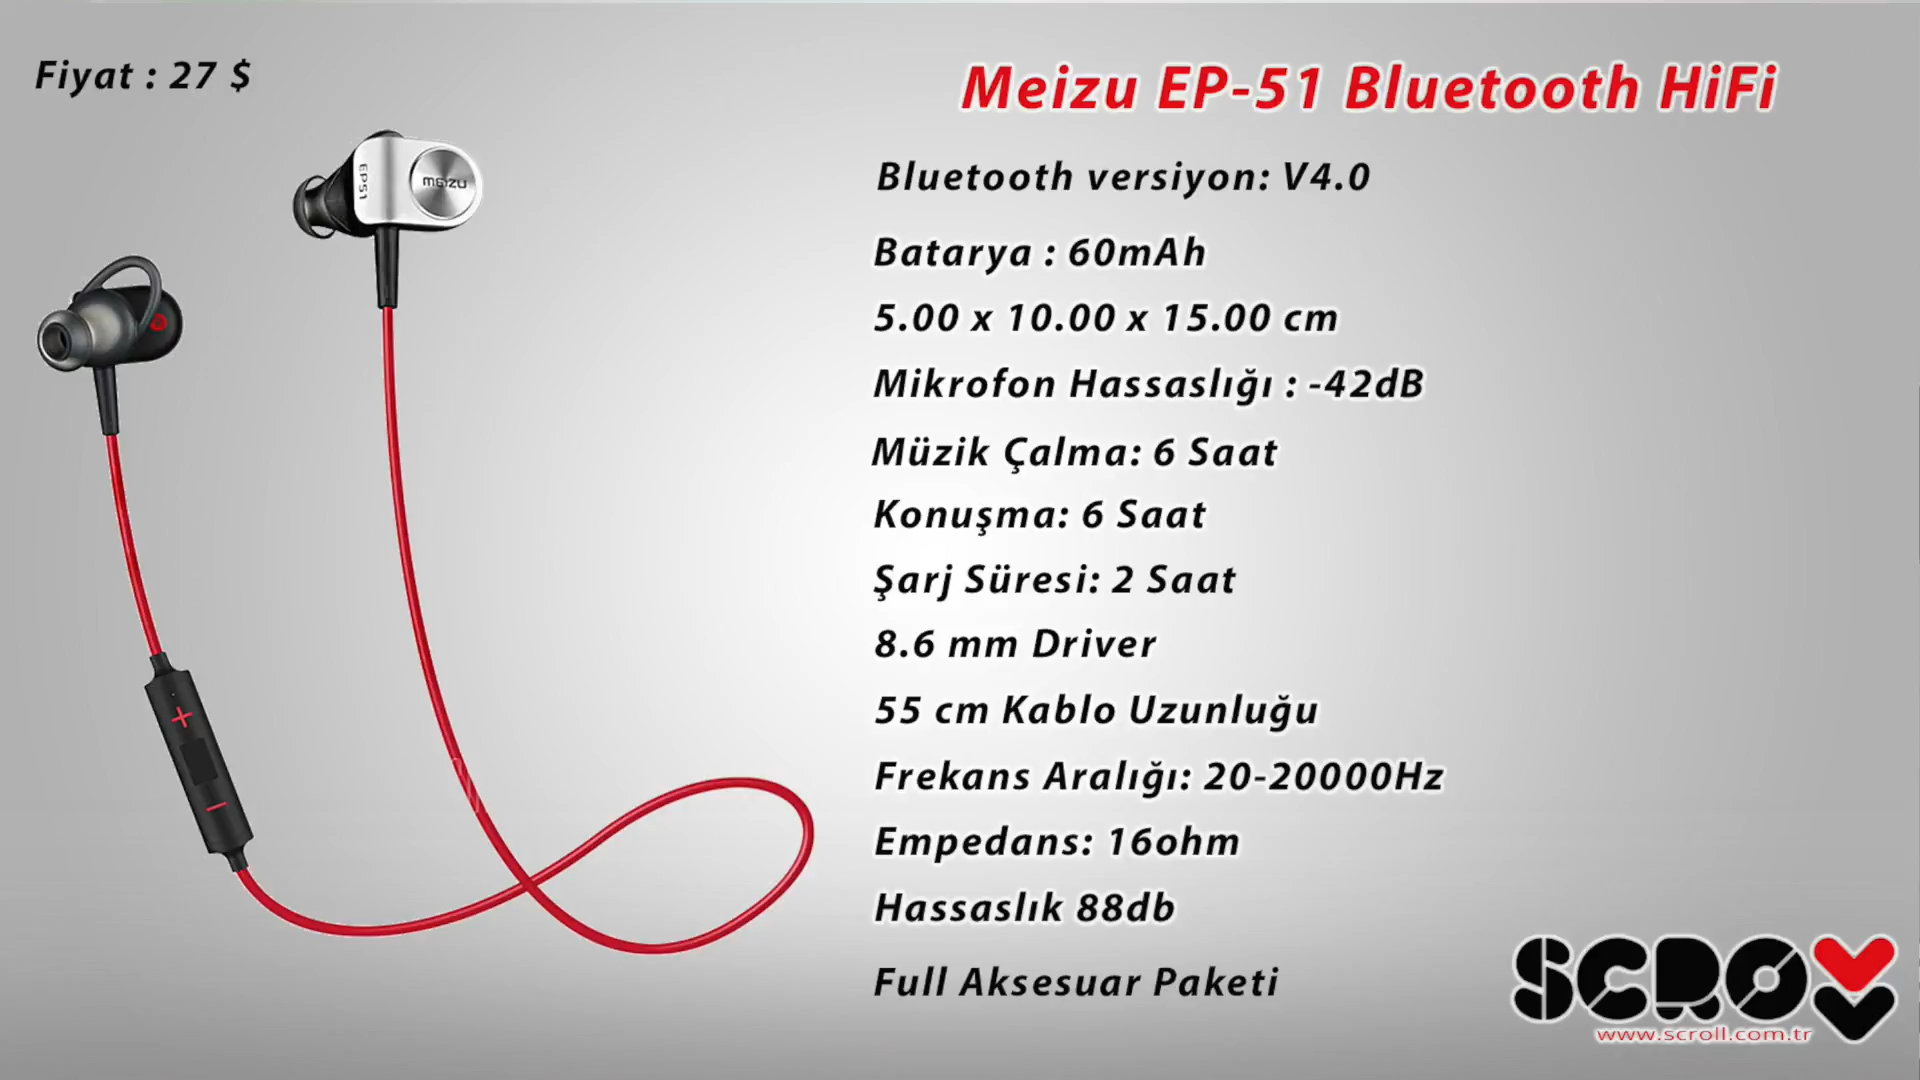 Fiyat : 27 $
Meizu EP-51 Bluetooth HiFi
EP51
MEIZU
Bluetooth versiyon: V4.0
Batarya : 60mAh
5.00 x 10.00 x 15.00 cm
Mikrofon Hassaslığı : -42dB
Müzik Çalma: 6 Saat
Konuşma: 6 Saat
Şarj Süresi: 2 Saat
8.6 mm Driver
55 cm Kablo Uzunluğu
Frekans Aralığı: 20-20000Hz
Empedans: 16ohm
Hassaslık 88db
Full Aksesuar Paketi
SCRO
www.scroll.com.tr